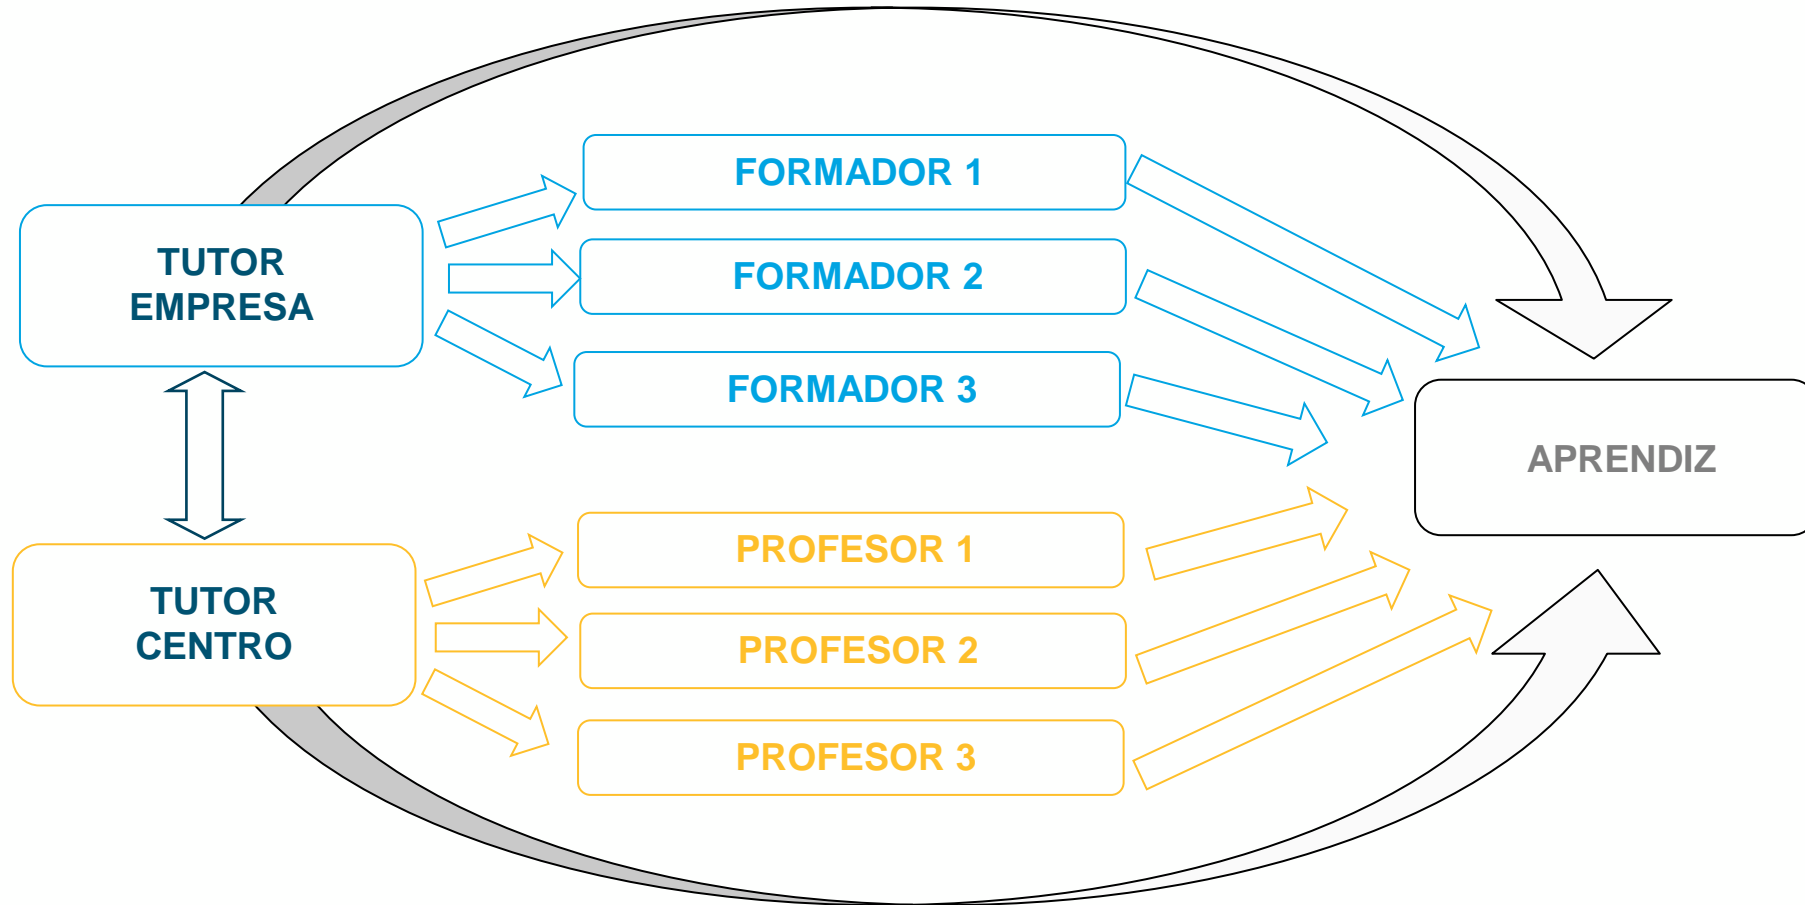 FORMADOR 1
TUTOR
EMPRESA
FORMADOR 2
FORMADOR 3
APRENDIZ
PROFESOR 1
TUTOR
CENTRO
PROFESOR 2
PROFESOR 3